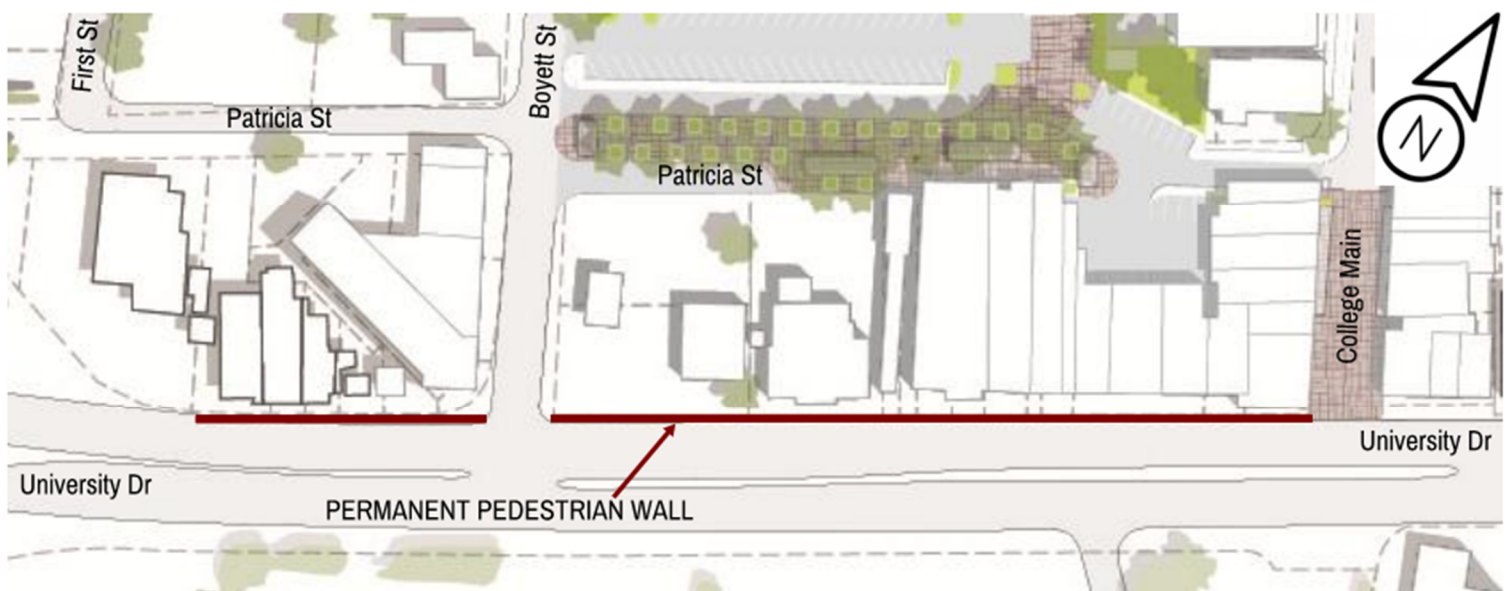 First St
Boyett St
Patricia St
N
Patricia St
College Main
University Dr
University Dr
PERMANENT PEDESTRIAN WALL